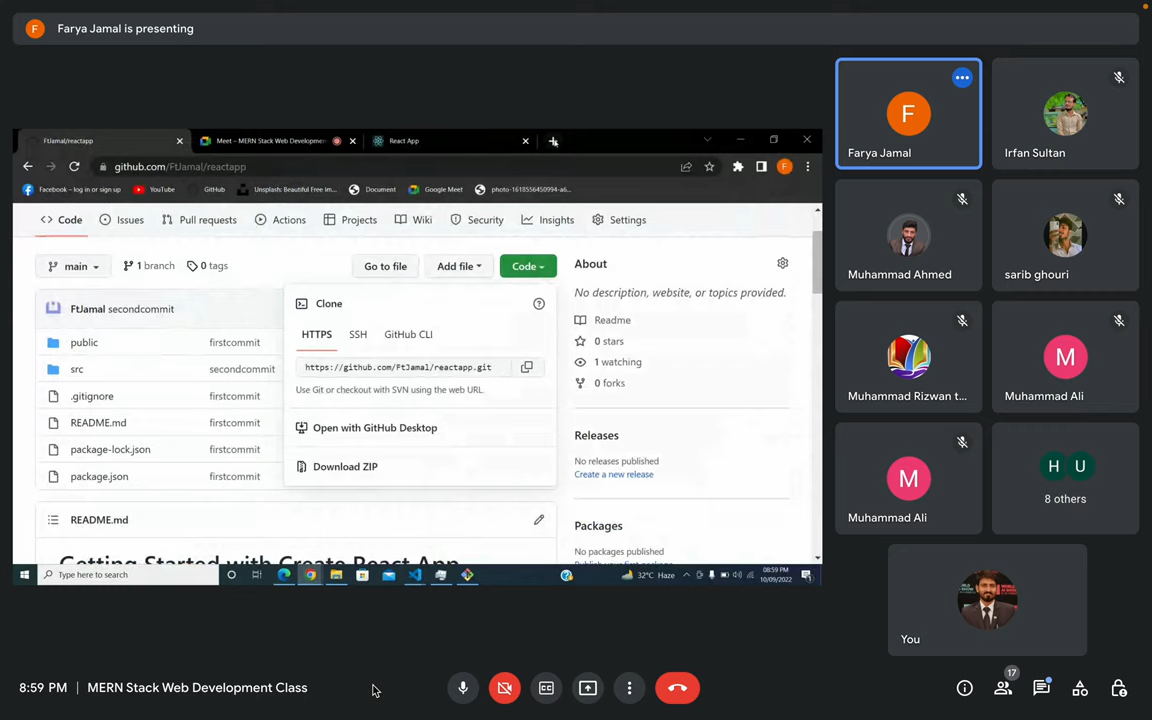 F Farya Jamal is presenting
FtJamal/reactapp
Meet – MERN Stack Web Developme
React App
github.com/FtJamal/reactapp
F
Facebook – log in or sign up
YouTube
GitHub
Unsplash: Beautiful Free Im...
Document
Google Meet
photo-1618556450994-a6...
Code
Issues
Pull requests
Actions
Projects
Wiki
Security
Insights
Settings
main
1 branch
0 tags
Go to file
Add file
Code
About
No description, website, or topics provided.
FtJamal secondcommit
Clone
Readme
public firstcommit
HTTPS SSH GitHub CLI
0 stars
src secondcommit
https://github.com/FtJamal/reactapp.git
1 watching
.gitignore firstcommit
Use Git or checkout with SVN using the web URL.
0 forks
README.md firstcommit
Open with GitHub Desktop
Releases
package-lock.json firstcommit
No releases published
package.json firstcommit
Download ZIP
Create a new release
README.md
Packages
Getting Started with Create React App
No packages published
Type here to search
32°C Haze
08:59 PM
10/09/2022
F
Farya Jamal
Irfan Sultan
Muhammad Ahmed
sarib ghouri
Muhammad Rizwan t...
M
Muhammad Ali
M
Muhammad Ali
H U
8 others
You
8:59 PM | MERN Stack Web Development Class
17